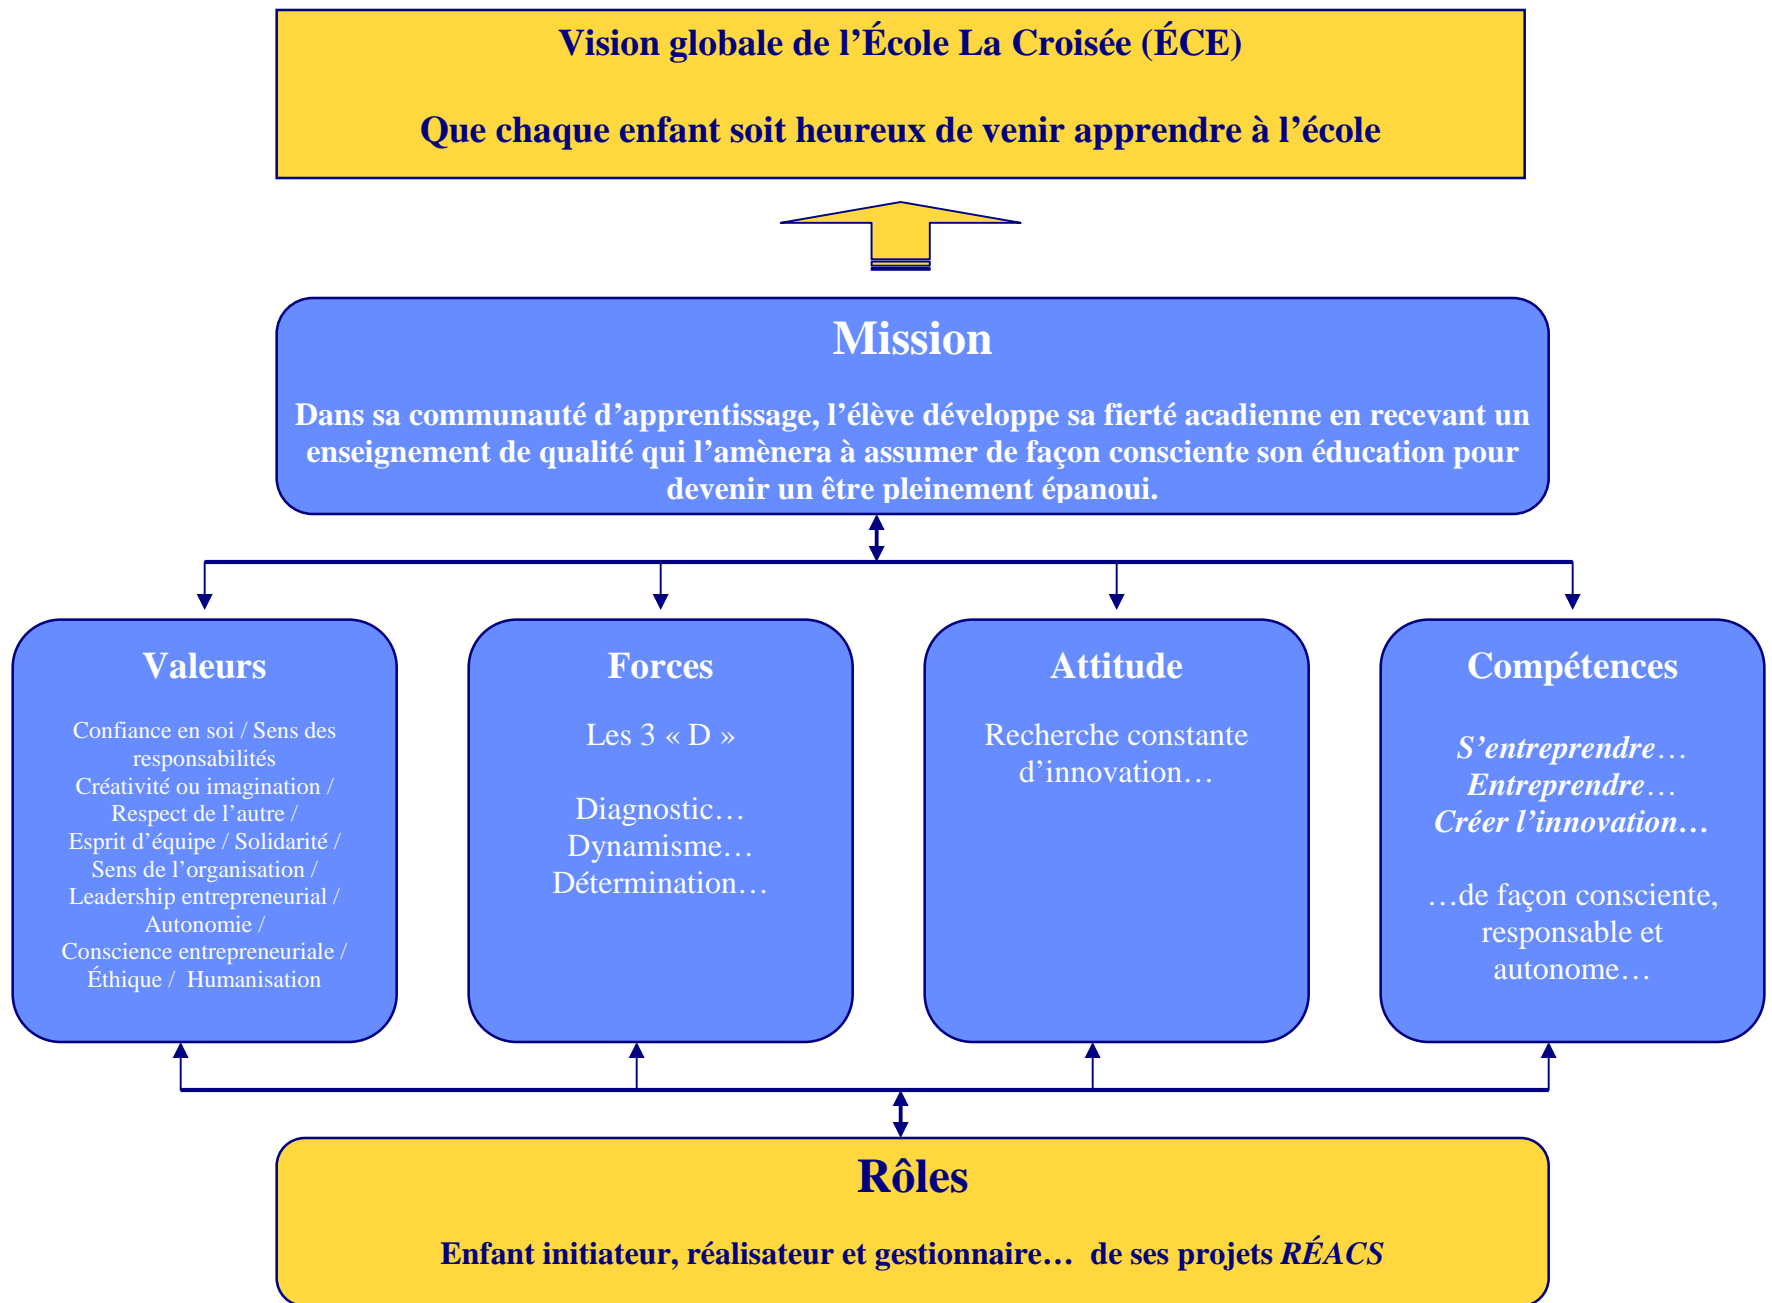 Vision globale de l’École La Croisée (ÉCE)
Que chaque enfant soit heureux de venir apprendre à l’école
Mission
Dans sa communauté d’apprentissage, l’élève développe sa fierté acadienne en recevant un
enseignement de qualité qui l’amènera à assumer de façon consciente son éducation pour
devenir un être pleinement épanoui.
Valeurs
Confiance en soi / Sens des
responsabilités
Créativité ou imagination /
Respect de l’autre /
Esprit d’équipe / Solidarité /
Sens de l’organisation /
Leadership entrepreneurial /
Autonomie /
Conscience entrepreneuriale /
Éthique /  Humanisation
Forces
Les 3 « D »
Diagnostic…
Dynamisme…
Détermination…
Attitude
Recherche constante
d’innovation…
Compétences
S’entreprendre…
Entreprendre…
Créer l’innovation…
…de façon consciente,
responsable et
autonome…
Rôles
Enfant initiateur, réalisateur et gestionnaire…  de ses projets RÉACS